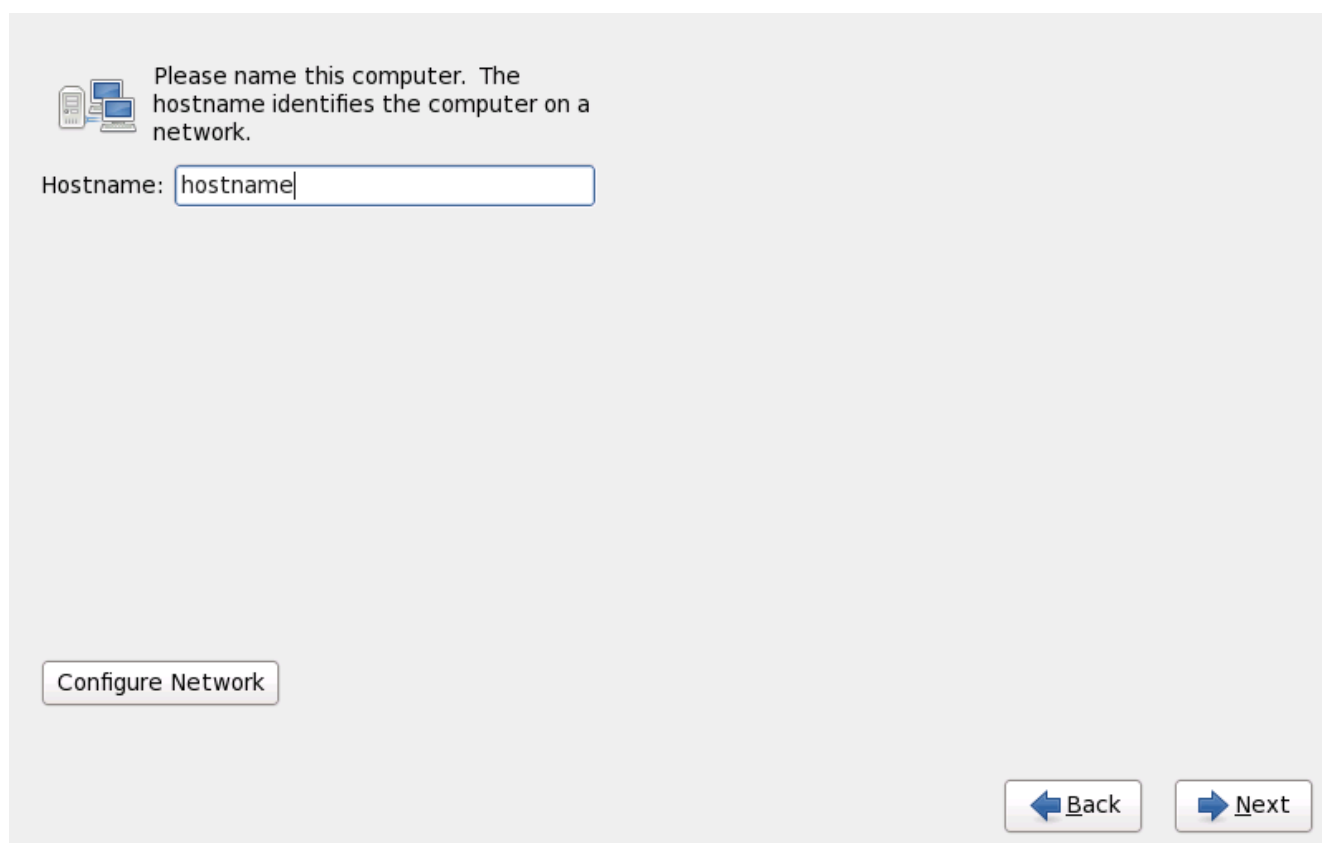 Please name this computer.  The
hostname identifies the computer on a
network.
Hostname: hostname
Configure Network
Back Next